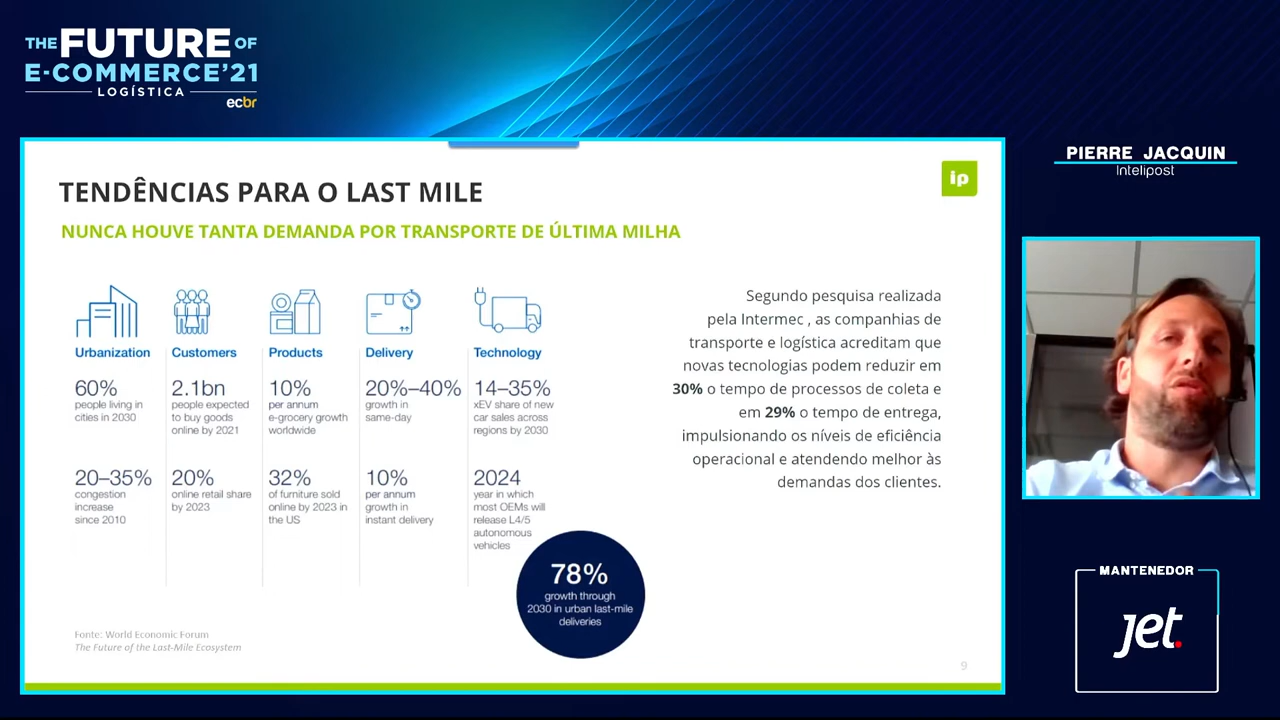 THE FUTURE OF
E-COMMERCE'21
LOGÍSTICA
ecbr
PIERRE JACQUIN
Intelipost
TENDÊNCIAS PARA O LAST MILE
ip
NUNCA HOUVE TANTA DEMANDA POR TRANSPORTE DE ÚLTIMA MILHA
Urbanization
60%
people living in
cities in 2030
20–35%
congestion
increase
since 2010
Customers
2.1bn
people expected
to buy goods
online by 2021
20%
online retail share
by 2023
Products
10%
per annum
e-grocery growth
worldwide
32%
of furniture sold
online by 2023 in
the US
Delivery
20%–40%
growth in
same-day
10%
per annum
growth in
instant delivery
Technology
14–35%
xEV share of new
car sales across
regions by 2030
2024
year in which
most OEMs will
release L4/5
autonomous
vehicles
78%
growth through
2030 in urban last-mile
deliveries
Segundo pesquisa realizada
pela Intermec , as companhias de
transporte e logística acreditam que
novas tecnologias podem reduzir em
30% o tempo de processos de coleta e
em 29% o tempo de entrega,
impulsionando os níveis de eficiência
operacional e atendendo melhor às
demandas dos clientes.
Fonte: World Economic Forum
The Future of the Last-Mile Ecosystem
9
MANTENEDOR
jet.